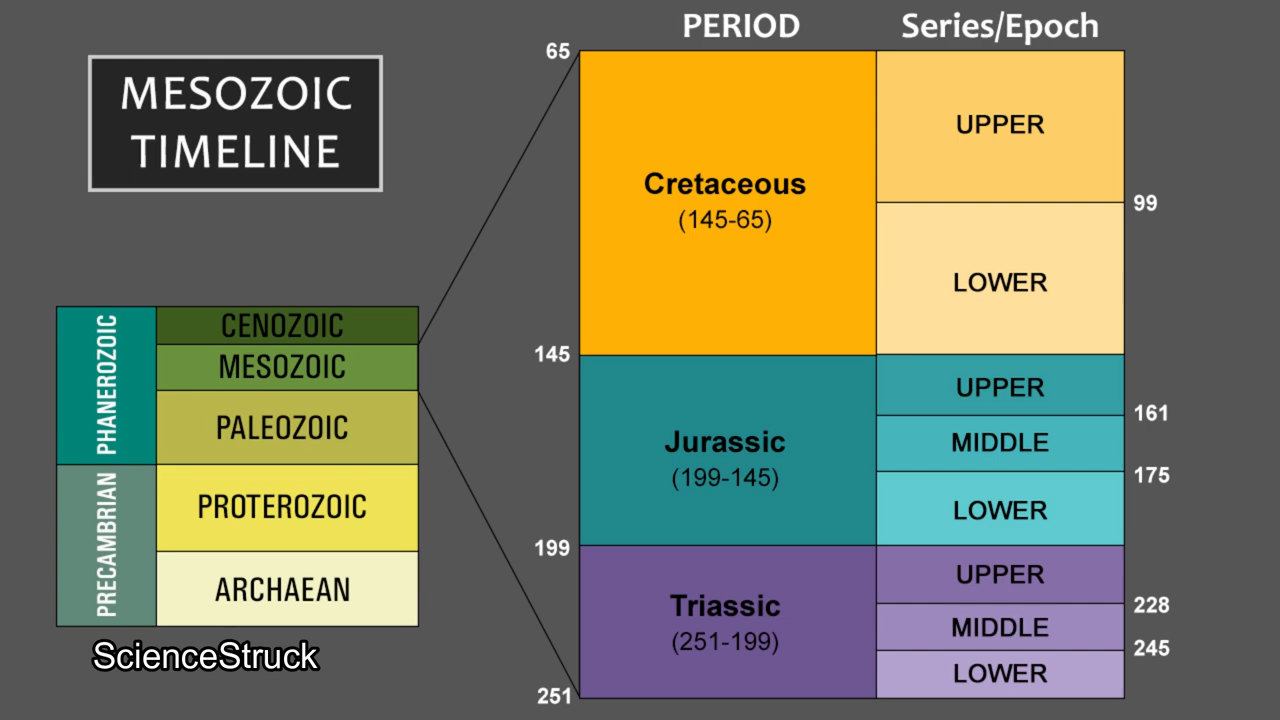 MESOZOIC
TIMELINE
PERIOD
Series/Epoch
65
Cretaceous
(145-65)
UPPER
99
LOWER
145
Jurassic
(199-145)
UPPER
161
MIDDLE
175
LOWER
199
Triassic
(251-199)
UPPER
228
MIDDLE
245
LOWER
251
PHANEROZOIC
CENOZOIC
MESOZOIC
PALEOZOIC
PRECAMBRIAN
PROTEROZOIC
ARCHAEAN
ScienceStruck